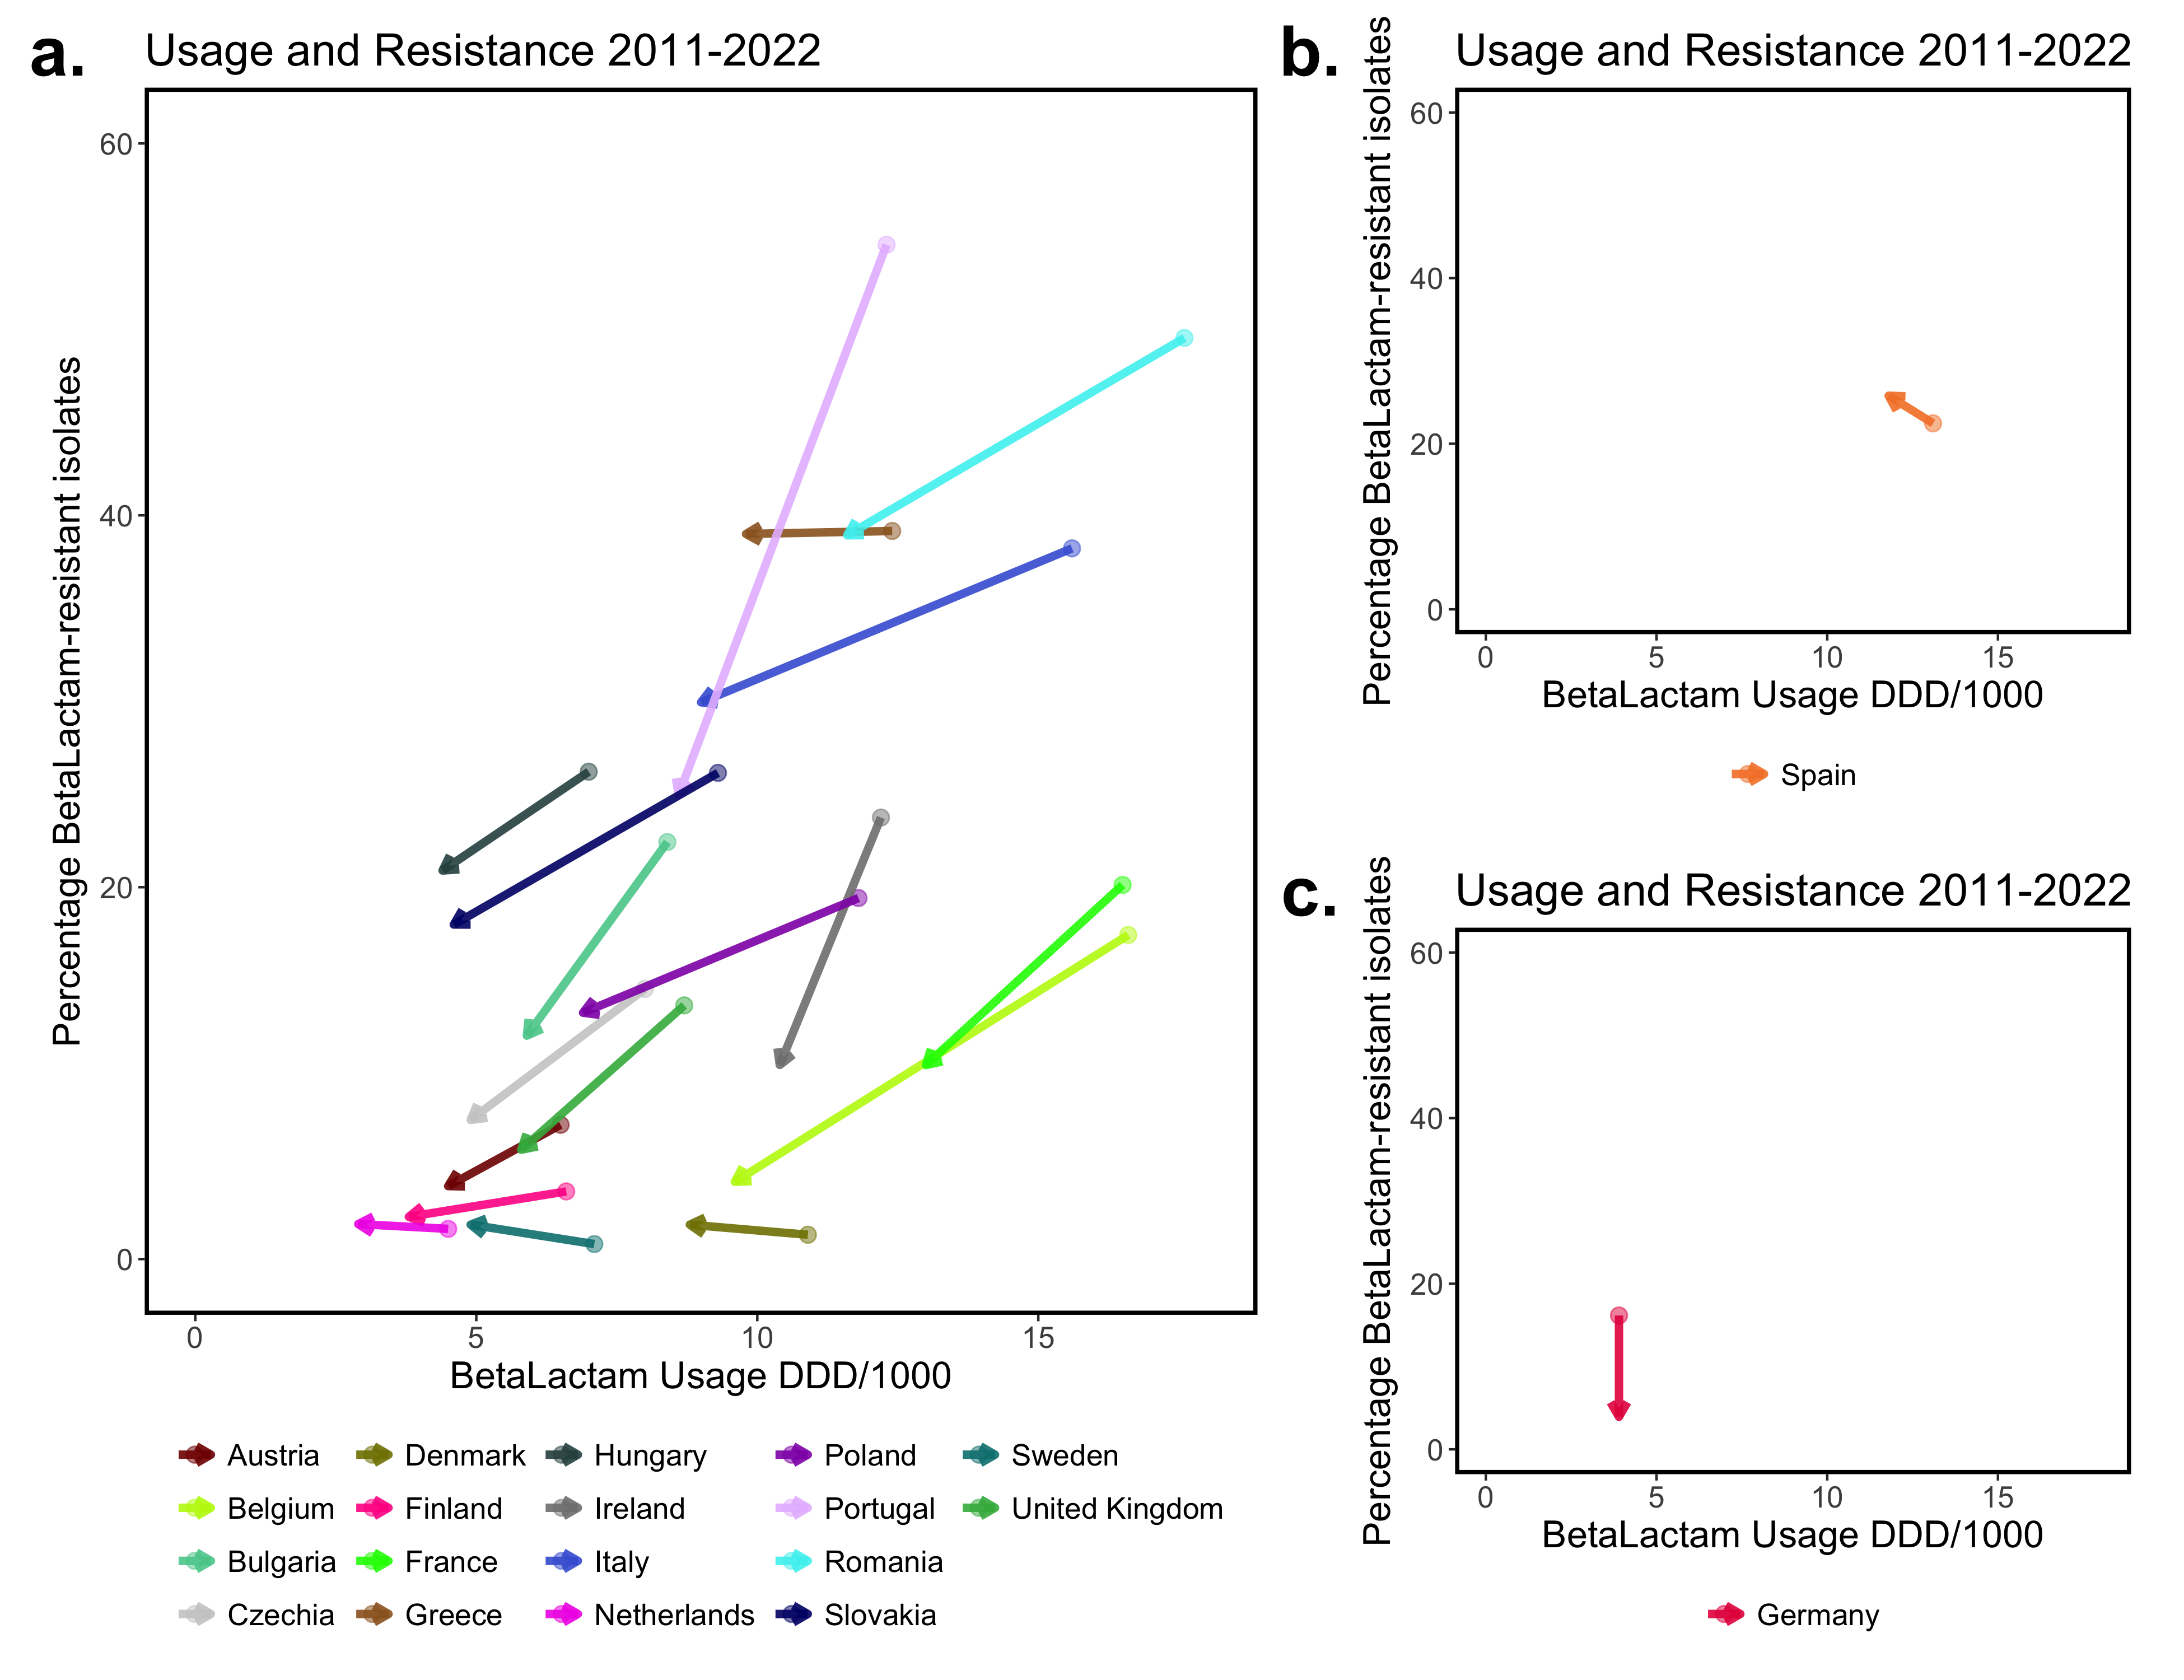 a.
Usage and Resistance 2011-2022
Percentage BetaLactam-resistant isolates
60
40
20
0
0 5 10 15
BetaLactam Usage DDD/1000
Austria Denmark Hungary Poland Sweden
Belgium Finland Ireland Portugal United Kingdom
Bulgaria France Italy Romania
Czechia Greece Netherlands Slovakia
b.
Usage and Resistance 2011-2022
Percentage BetaLactam-resistant isolates
60
40
20
0
0 5 10 15
BetaLactam Usage DDD/1000
Spain
c.
Usage and Resistance 2011-2022
Percentage BetaLactam-resistant isolates
60
40
20
0
0 5 10 15
BetaLactam Usage DDD/1000
Germany